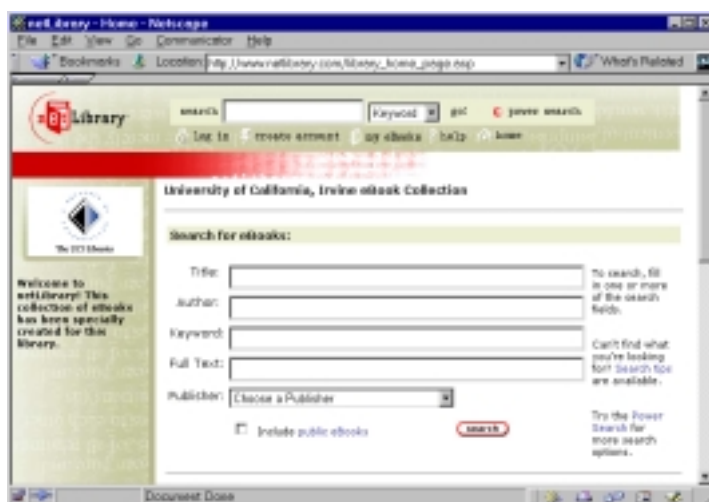 netLibrary - Home - Netscape
File Edit View Go Communicator Help
Bookmarks Location: http://www.netlibrary.com/library_home_page.asp What's Related
Library
search Keyword go! power search
log in create account my eBooks help home
University of California, Irvine eBook Collection
The UCI Libraries
Welcome to
netLibrary! This
collection of eBooks
has been specially
created for this
library.
Search for eBooks:
Title:
Author:
Keyword:
Full Text:
Publisher: Choose a Publisher
Include public eBooks search
To search, fill
in one or more
of the search
fields.
Can't find what
you're looking
for? Search tips
are available.
Try the Power
Search for
more search
options.
Document Done